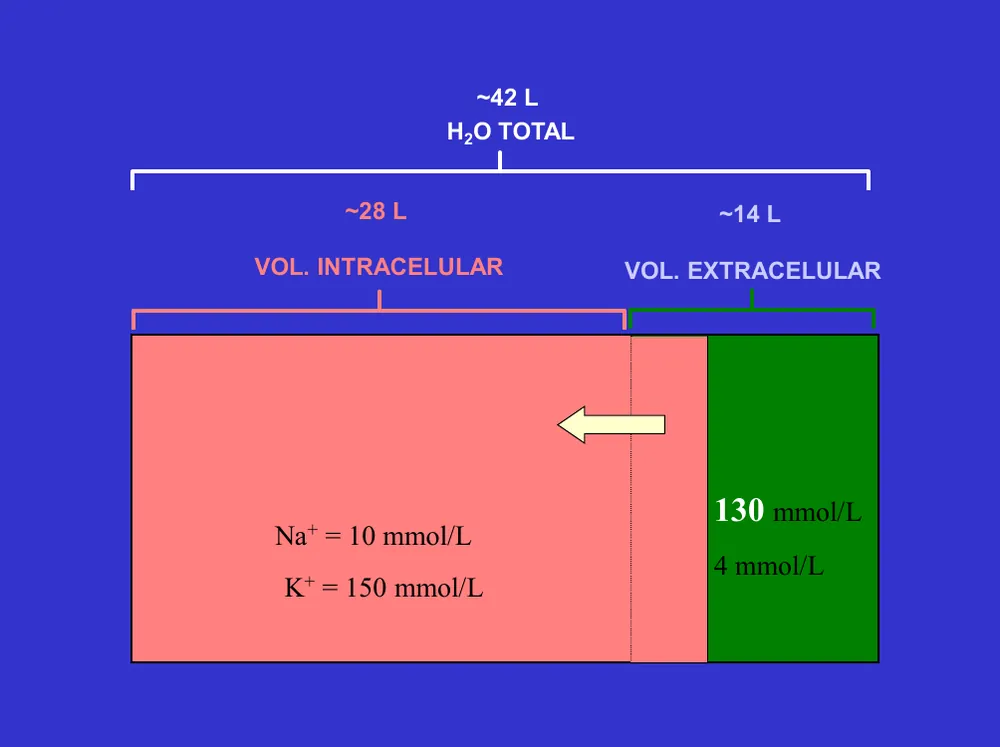 ~42 L
H₂O TOTAL
~28 L
~14 L
VOL. INTRACELULAR
VOL. EXTRACELULAR
130 mmol/L
Na⁺ = 10 mmol/L
4 mmol/L
K⁺ = 150 mmol/L